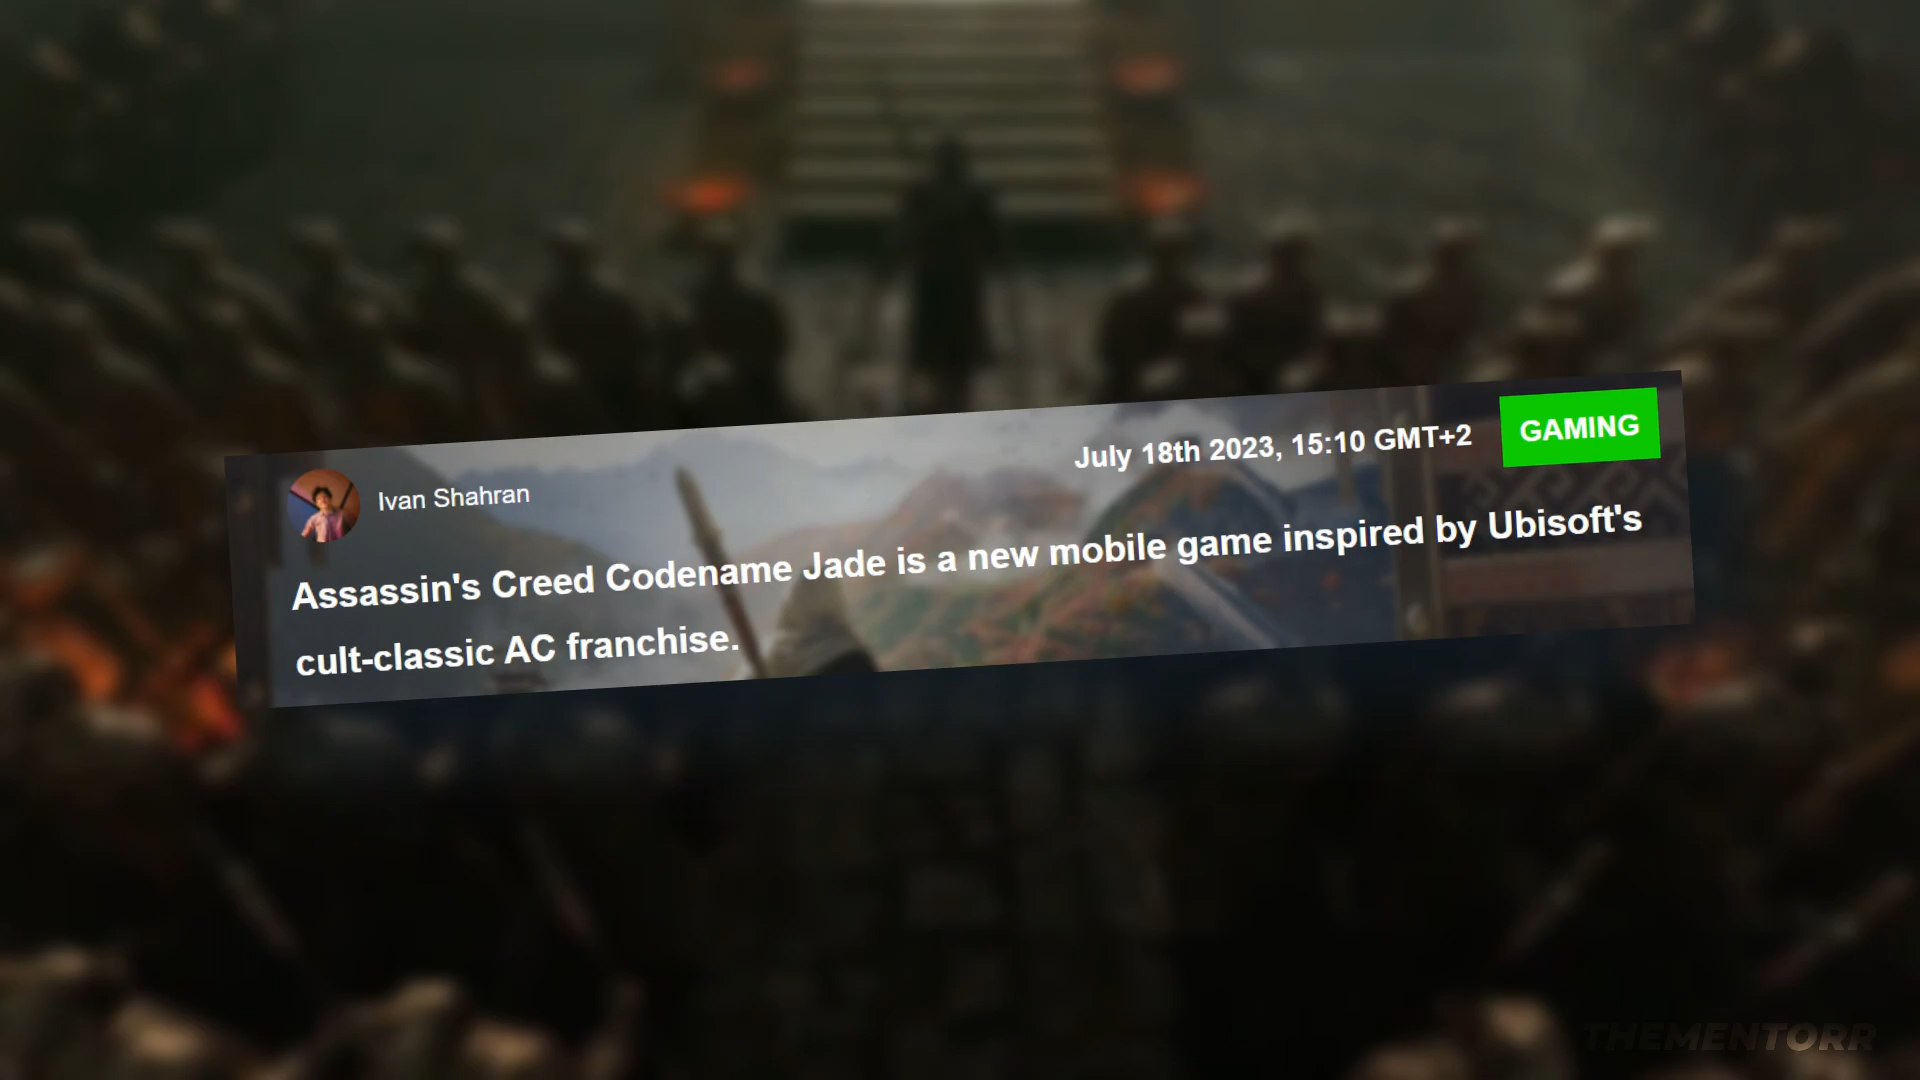 Ivan Shahran
July 18th 2023, 15:10 GMT+2
GAMING
Assassin's Creed Codename Jade is a new mobile game inspired by Ubisoft's
cult-classic AC franchise.
THEMENTORR